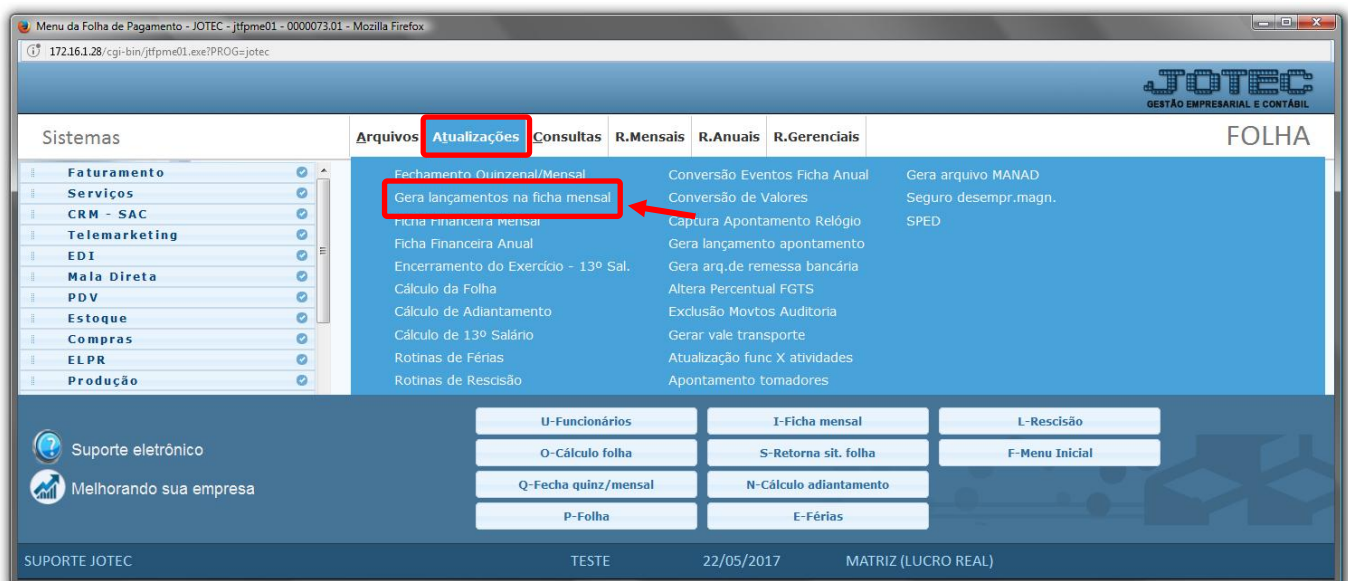 Menu da Folha de Pagamento - JOTEC - jtfpme01 - 0000073.01 - Mozilla Firefox
172.16.1.28/cgi-bin/jtfpme01.exe?PROG=jotec
JOTEC
GESTÃO EMPRESARIAL E CONTÁBIL
Sistemas
Arquivos Atualizações Consultas R.Mensais R.Anuais R.Gerenciais
FOLHA
Faturamento
Serviços
CRM - SAC
Telemarketing
EDI
Mala Direta
PDV
Estoque
Compras
ELPR
Produção
Fechamento Quinzenal/Mensal
Gera lançamentos na ficha mensal
Ficha Financeira Mensal
Ficha Financeira Anual
Encerramento do Exercício - 13º Sal.
Cálculo da Folha
Cálculo de Adiantamento
Cálculo de 13º Salário
Rotinas de Férias
Rotinas de Rescisão
Conversão Eventos Ficha Anual
Conversão de Valores
Captura Apontamento Relógio
Gera lançamento apontamento
Gera arq.de remessa bancária
Altera Percentual FGTS
Exclusão Movtos Auditoria
Gerar vale transporte
Atualização func X atividades
Apontamento tomadores
Gera arquivo MANAD
Seguro desempr.magn.
SPED
Suporte eletrônico
Melhorando sua empresa
U-Funcionários
I-Ficha mensal
L-Rescisão
O-Cálculo folha
S-Retorna sit. folha
F-Menu Inicial
Q-Fecha quinz/mensal
N-Cálculo adiantamento
P-Folha
E-Férias
SUPORTE JOTEC
TESTE
22/05/2017
MATRIZ (LUCRO REAL)